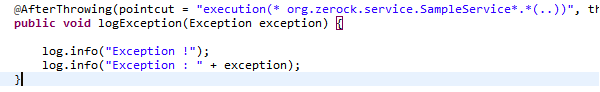 @AfterThrowing(pointcut = "execution(* org.zerock.service.SampleService*.*(..))", th
public void logException(Exception exception) {
log.info("Exception !");
log.info("Exception : " + exception);
}